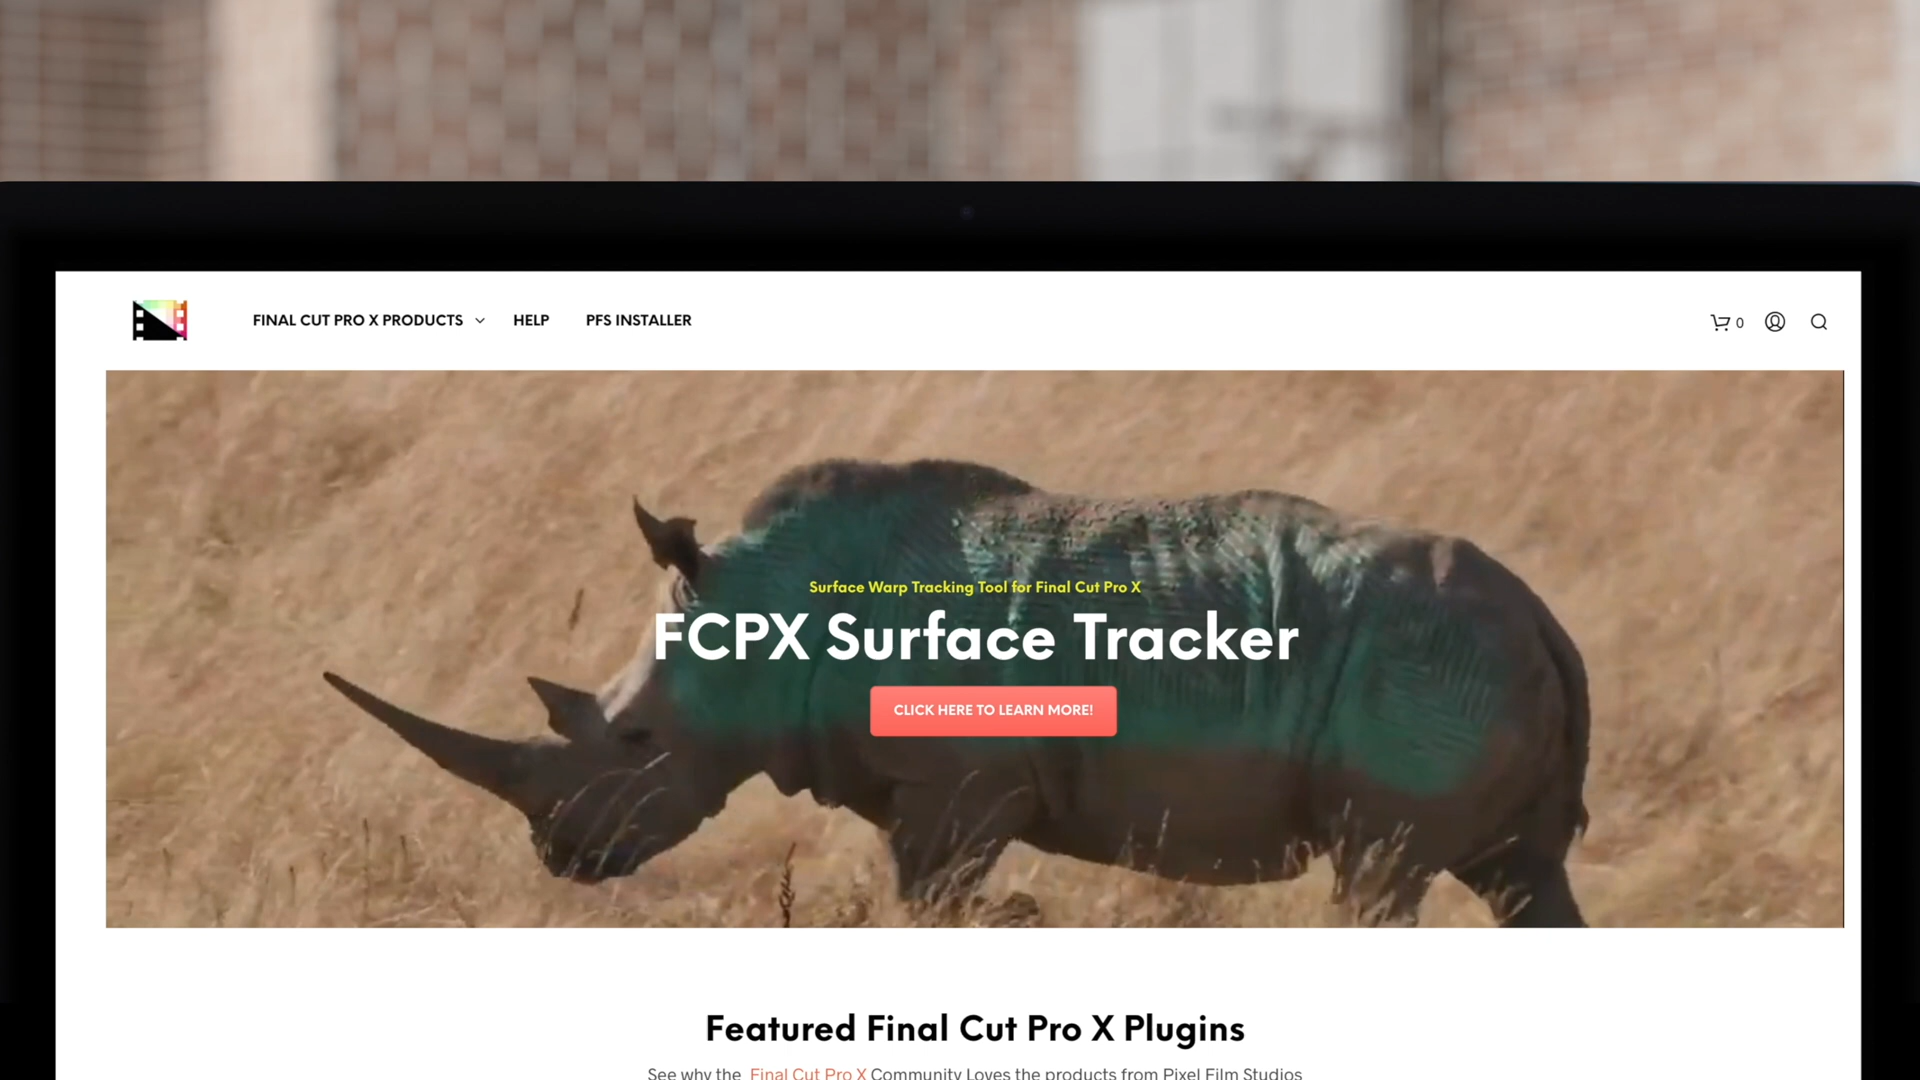 FINAL CUT PRO X PRODUCTS HELP PFS INSTALLER 0
Surface Warp Tracking Tool for Final Cut Pro X
FCPX Surface Tracker
CLICK HERE TO LEARN MORE!
Featured Final Cut Pro X Plugins
See why the Final Cut Pro X Community Loves the products from Pixel Film Studios